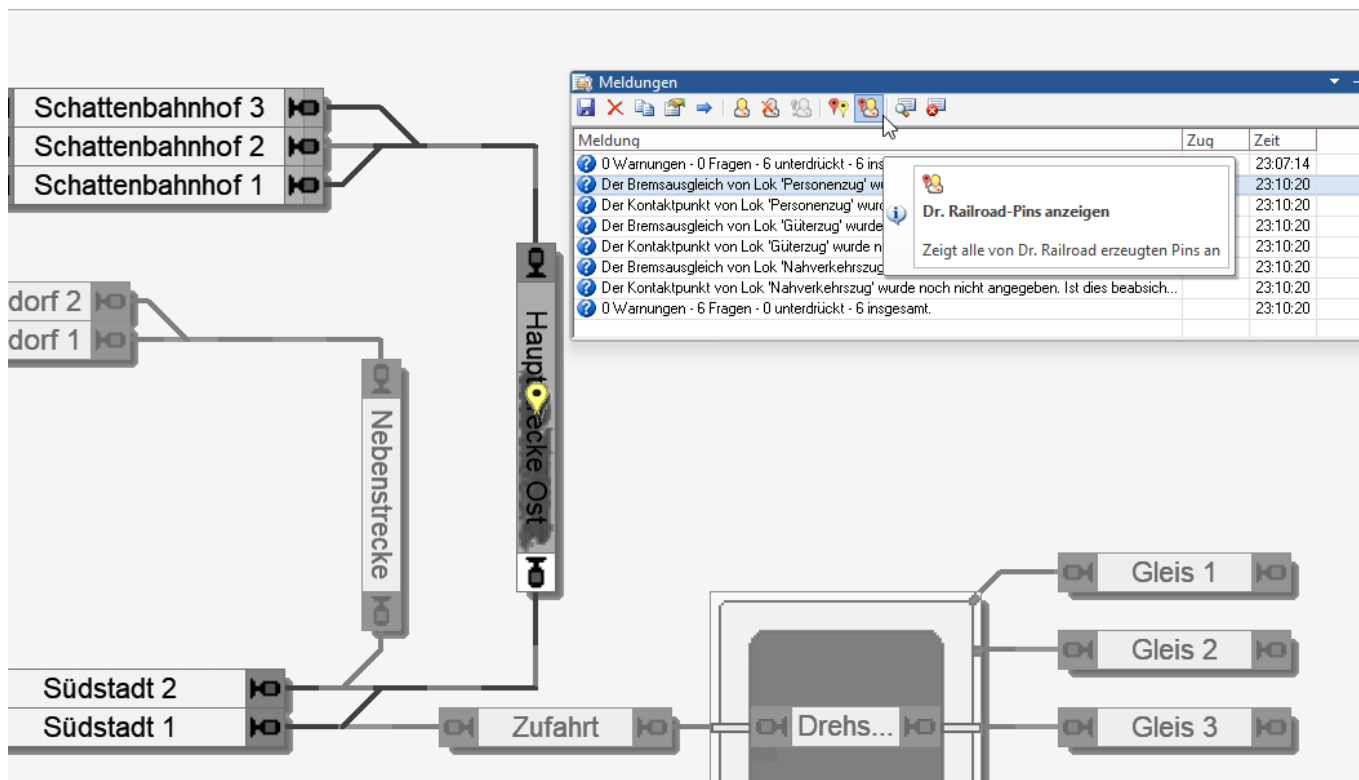 Meldungen
Meldung Zug Zeit
0 Warnungen - 0 Fragen - 6 unterdrückt - 6 ins 23:07:14
Der Bremsausgleich von Lok 'Personenzug' 23:10:20
Der Kontaktpunkt von Lok 'Personenzug' wurd 23:10:20
Der Bremsausgleich von Lok 'Güterzug' wurde 23:10:20
Der Kontaktpunkt von Lok 'Güterzug' wurde n 23:10:20
Der Bremsausgleich von Lok 'Nahverkehrszug 23:10:20
Der Kontaktpunkt von Lok 'Nahverkehrszug' wurde noch nicht angegeben. Ist dies beabsich... 23:10:20
0 Warnungen - 6 Fragen - 0 unterdrückt - 6 insgesamt. 23:10:20
Dr. Railroad-Pins anzeigen
Zeigt alle von Dr. Railroad erzeugten Pins an
Schattenbahnhof 3
Schattenbahnhof 2
Schattenbahnhof 1
dorf 2
dorf 1
Nebenstrecke
Haupt recke Ost
Südstadt 2
Südstadt 1
Zufahrt
Drehs...
Gleis 1
Gleis 2
Gleis 3